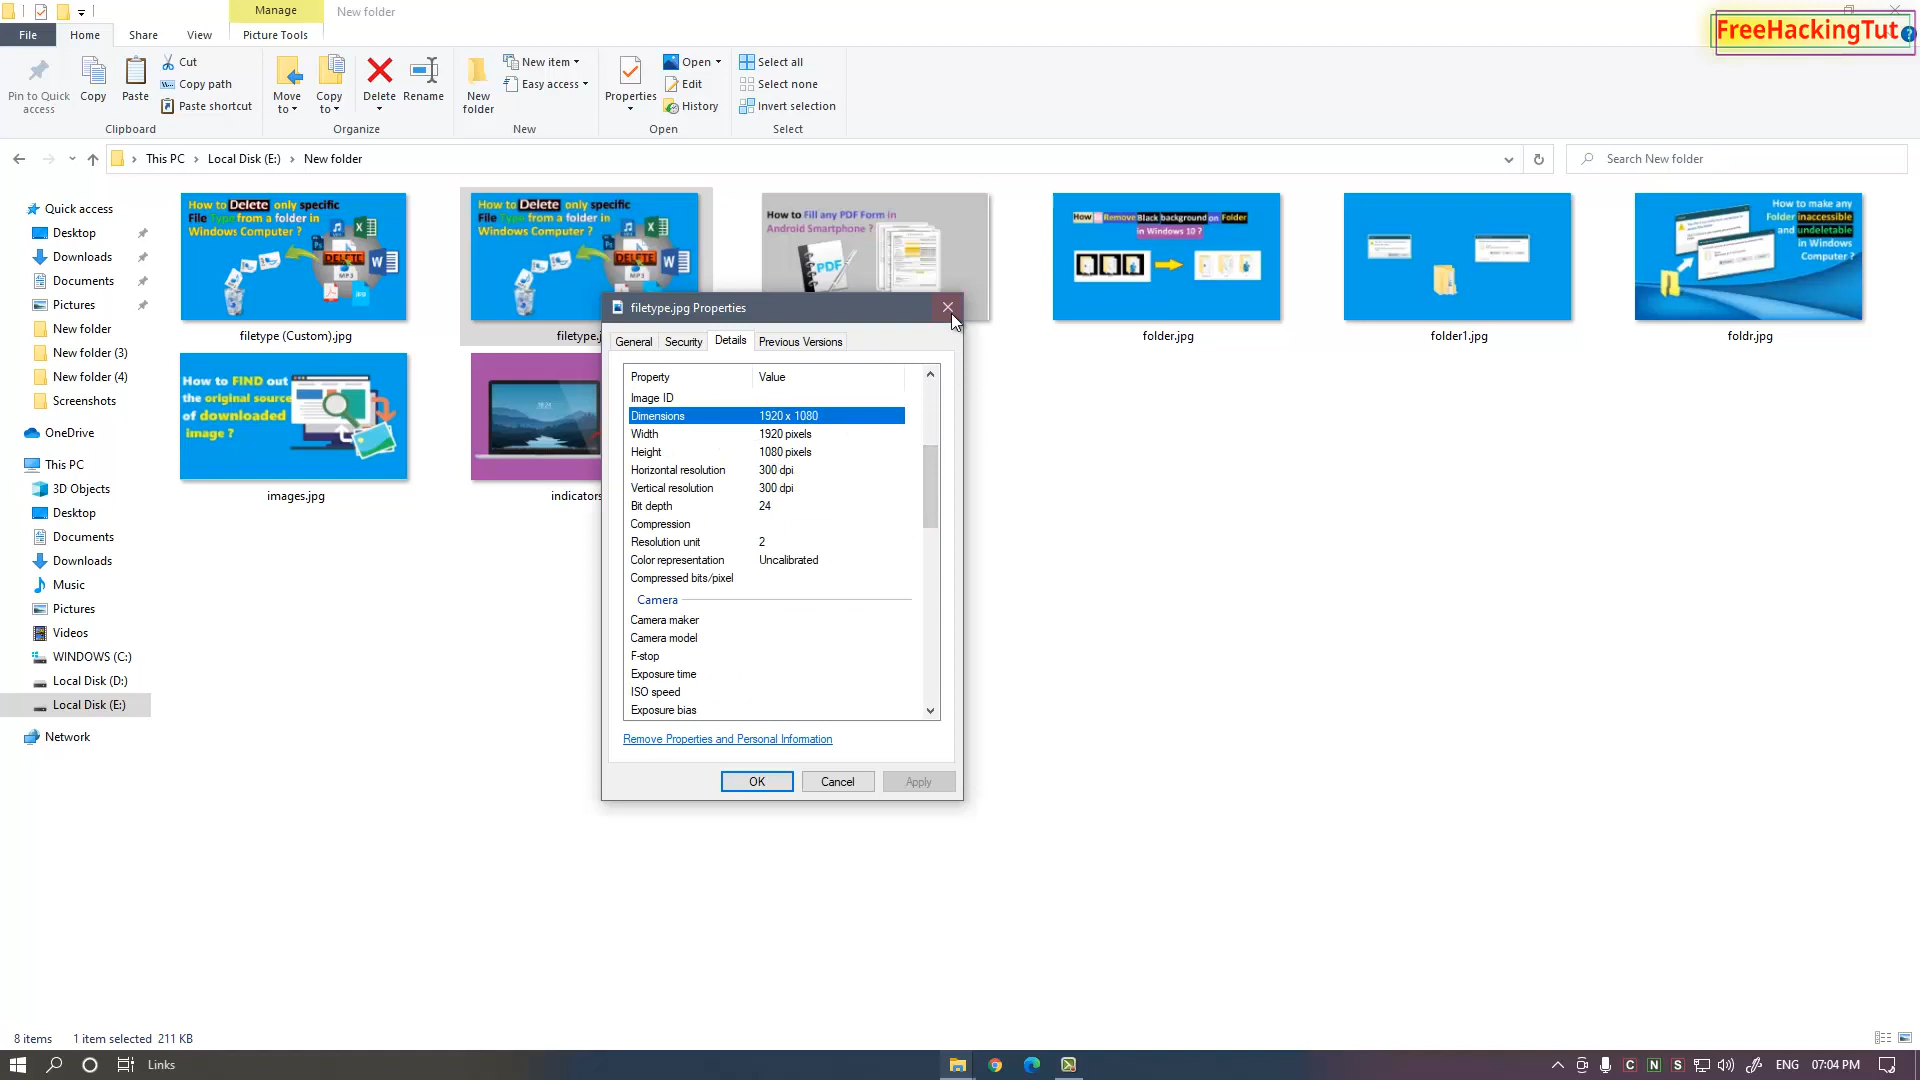 Manage
New folder
FreeHackingTut
File
Home
Share
View
Picture Tools
Pin to Quick access
Copy
Paste
Cut
Copy path
Paste shortcut
Clipboard
Move to
Copy to
Delete
Rename
Organize
New folder
New item
Easy access
New
Properties
Open
Edit
History
Open
Select all
Select none
Invert selection
Select
This PC
Local Disk (E:)
New folder
Search New folder
Quick access
Desktop
Downloads
Documents
Pictures
New folder
New folder (3)
New folder (4)
Screenshots
OneDrive
This PC
3D Objects
Desktop
Documents
Downloads
Music
Pictures
Videos
WINDOWS (C:)
Local Disk (D:)
Local Disk (E:)
Network
How to Delete only specific
File Type from a folder in
Windows Computer ?
DELETE
MP3
PDF
jpg
filetype (Custom).jpg
How to Delete only specific
File Type from a folder in
Windows Computer ?
DELETE
MP3
filetype.j
How to Fill any PDF Form in
Android Smartphone ?
PDF
How to Remove Black background on Folder
in Windows 10 ?
folder.jpg
folder1.jpg
How to make any
Folder inaccessible
and undeletable
in Windows
Computer ?
foldr.jpg
How to FIND out
the original source
of downloaded
image ?
images.jpg
indicators
filetype.jpg Properties
General
Security
Details
Previous Versions
Property Value
Image ID
Dimensions 1920 x 1080
Width 1920 pixels
Height 1080 pixels
Horizontal resolution 300 dpi
Vertical resolution 300 dpi
Bit depth 24
Compression
Resolution unit 2
Color representation Uncalibrated
Compressed bits/pixel
Camera
Camera maker
Camera model
F-stop
Exposure time
ISO speed
Exposure bias
Remove Properties and Personal Information
OK
Cancel
Apply
8 items
1 item selected 211 KB
Links
C
N
S
ENG
07:04 PM